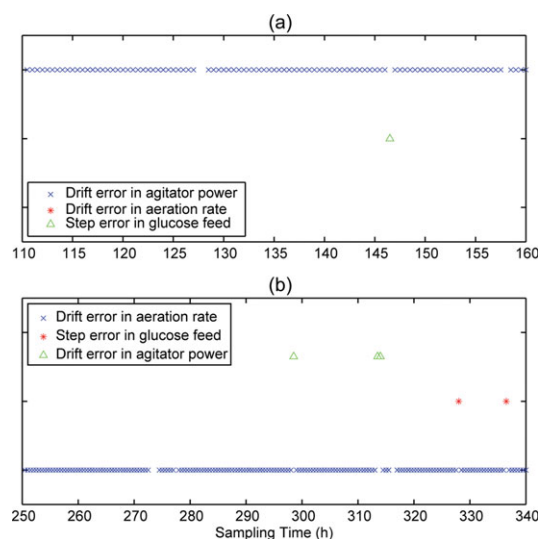 (a)
Drift error in agitator power
Drift error in aeration rate
Step error in glucose feed
110 115 120 125 130 135 140 145 150 155 160
(b)
Drift error in aeration rate
Step error in glucose feed
Drift error in agitator power
250 260 270 280 290 300 310 320 330 340
Sampling Time (h)